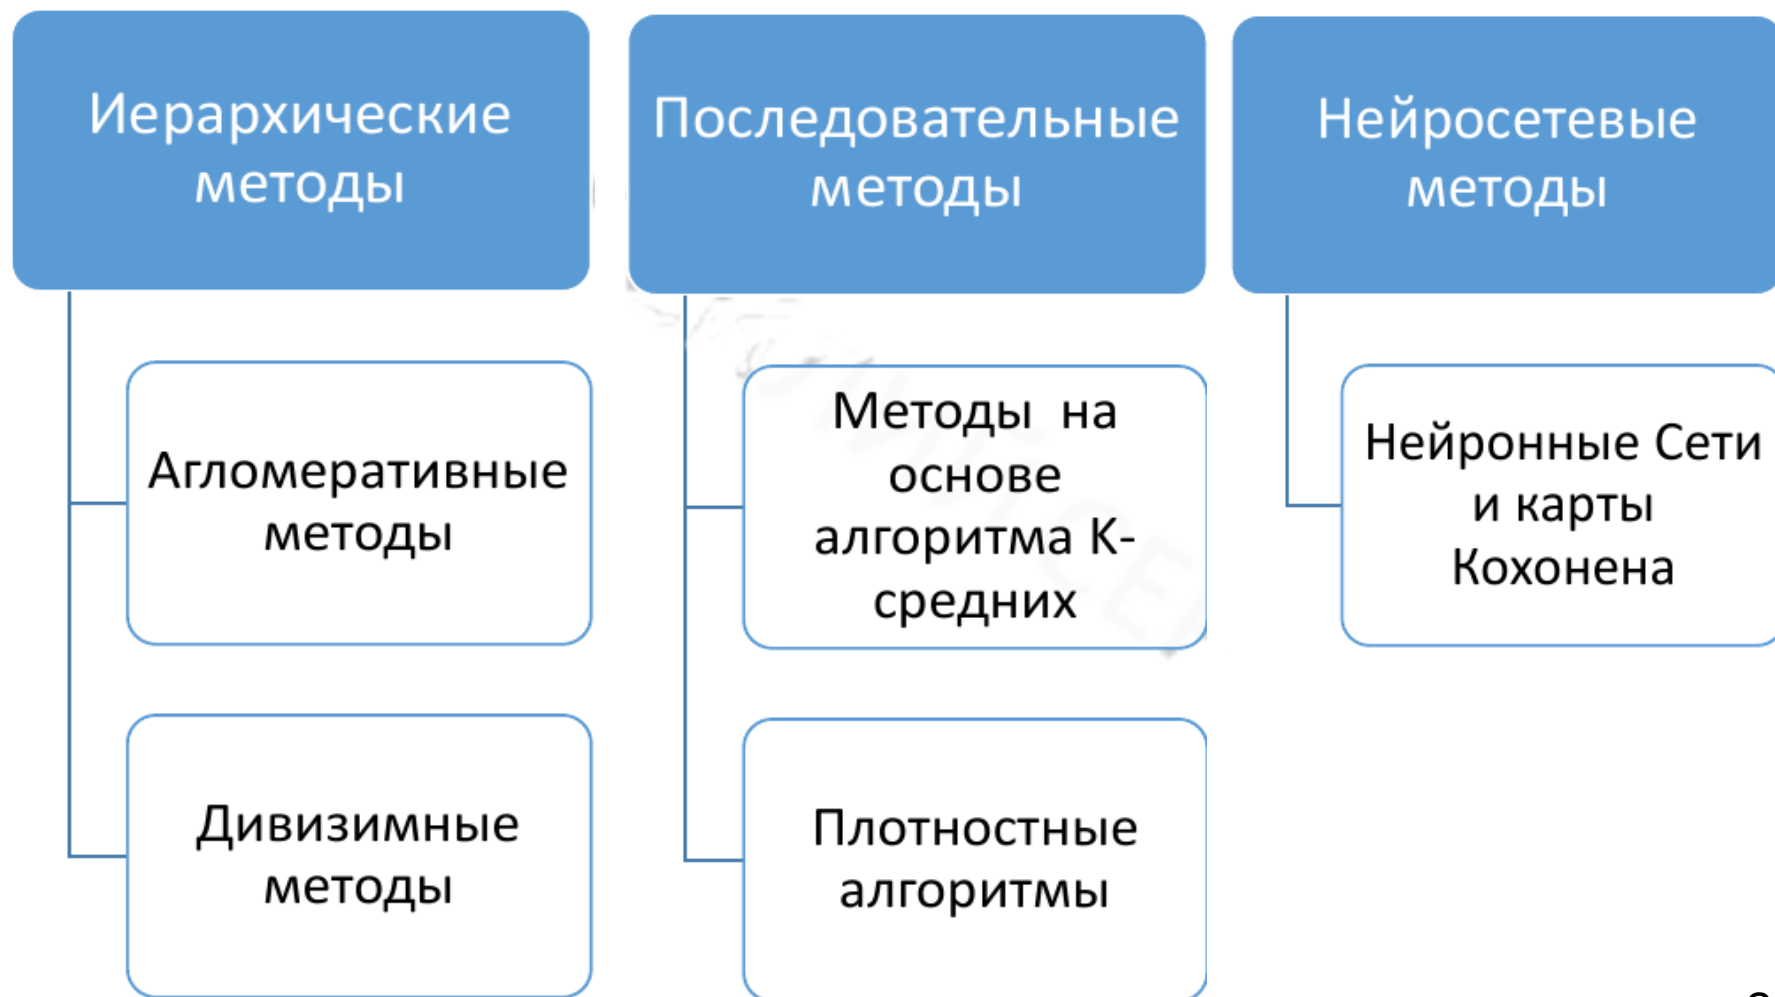 Иерархические
методы
Агломеративные
методы
Дивизимные
методы
Последовательные
методы
Методы на
основе
алгоритма К-
средних
Плотностные
алгоритмы
Нейросетевые
методы
Нейронные Сети
и карты
Кохонена